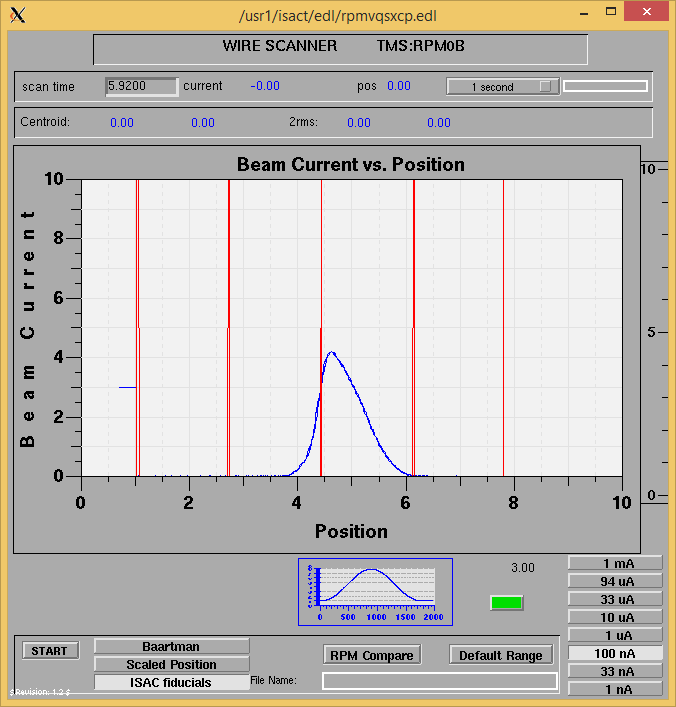 /usr1/isact/edl/rpmvqsxcp.edl
WIRE SCANNER TMS:RPM0B
scan time 5.9200 current -0.00 pos 0.00 1 second
Centroid: 0.00 0.00 2rms: 0.00 0.00
Beam Current vs. Position
10
8
6
4
2
0
Beam Current
0 2 4 6 8 10
Position
10
5
0
8
0 500 1000 1500 2000
3.00
1 mA
94 uA
33 uA
10 uA
1 uA
100 nA
33 nA
1 nA
START
Baartman
Scaled Position
ISAC fiducials
RPM Compare
Default Range
File Name:
$Revision: 1.2 $